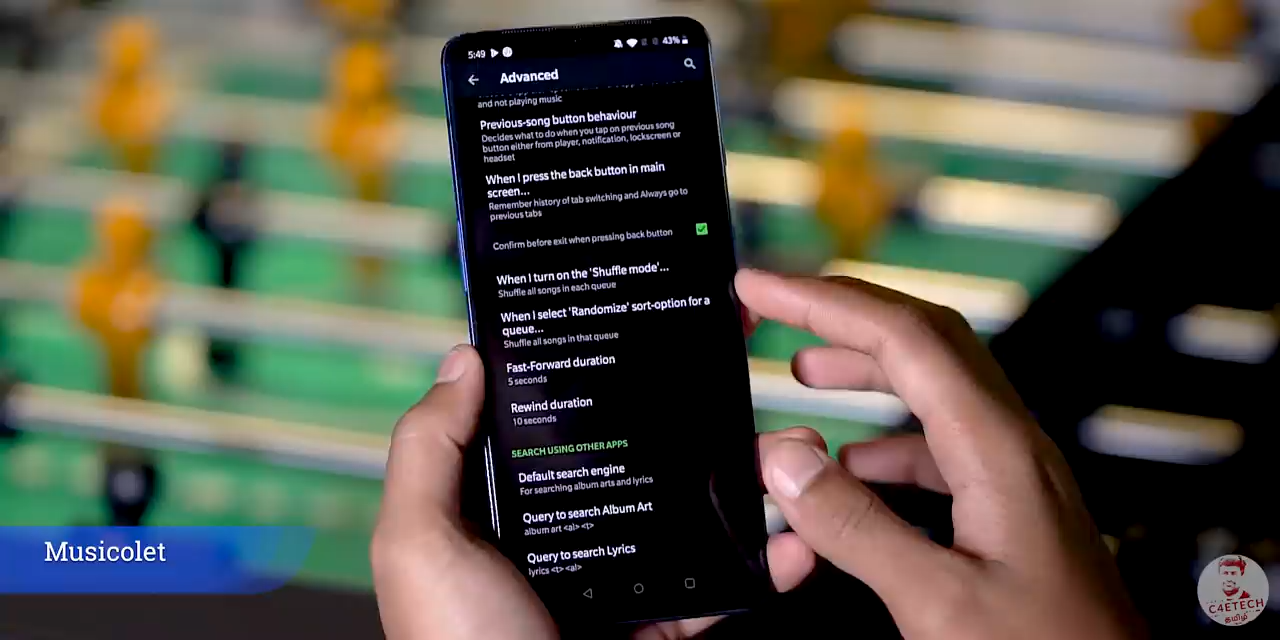 5:49
43%
Advanced
and not playing music
Previous-song button behaviour
Decides what to do when you tap on previous song
button either from player, notification, lockscreen or
headset
When I press the back button in main
screen...
Remember history of tab switching and Always go to
previous tabs
Confirm before exit when pressing back button
When I turn on the 'Shuffle mode'...
Shuffle all songs in each queue
When I select 'Randomize' sort-option for a
queue...
Shuffle all songs in that queue
Fast-Forward duration
5 seconds
Rewind duration
10 seconds
SEARCH USING OTHER APPS
Default search engine
For searching album arts and lyrics
Query to search Album Art
album art <al> <t>
Query to search Lyrics
lyrics <t> <al>
Musicolet
C4ETECH
தமிழ்